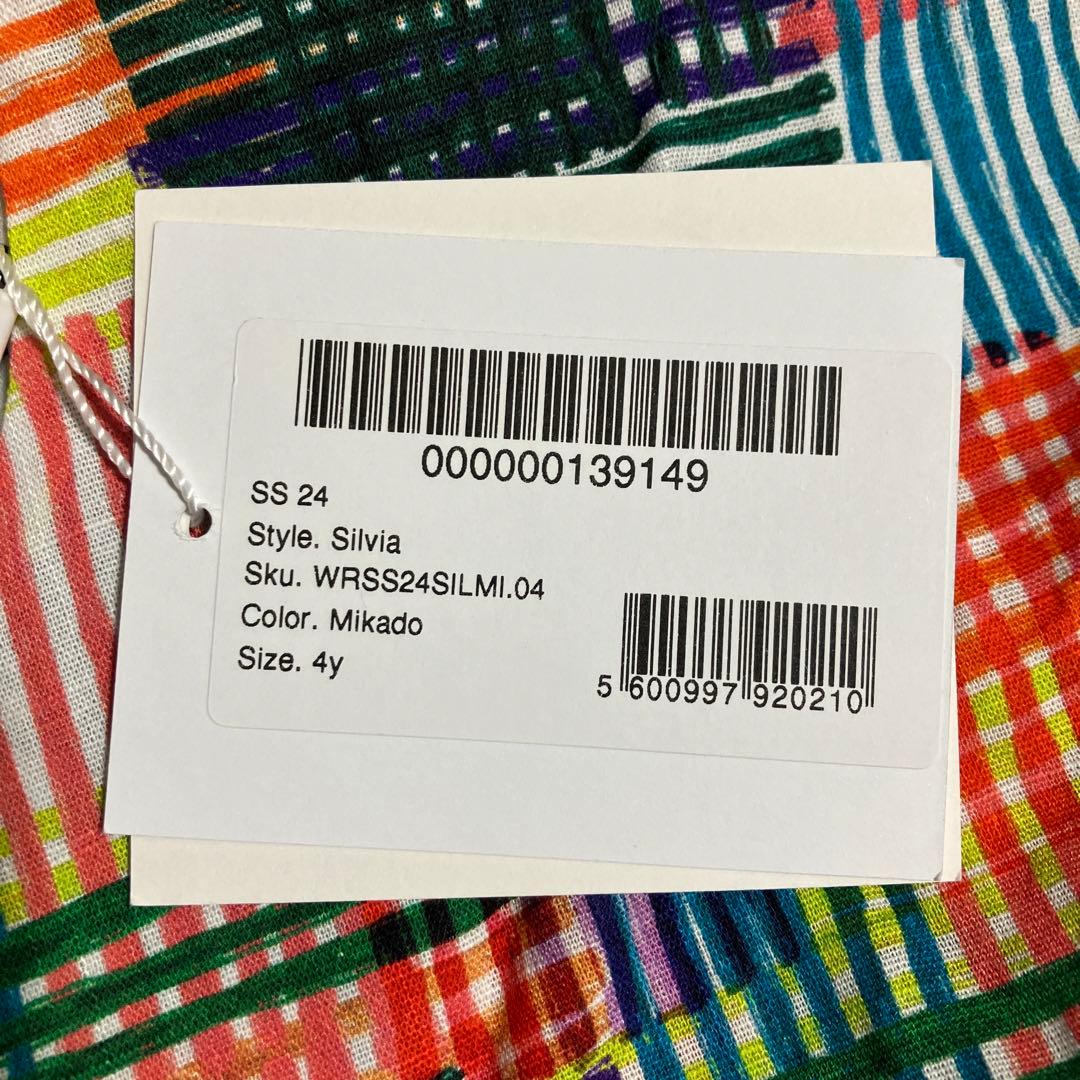 000000139149
SS 24
Style. Silvia
Sku. WRSS24SILMI.04
Color. Mikado
Size. 4y
5 600997 920210